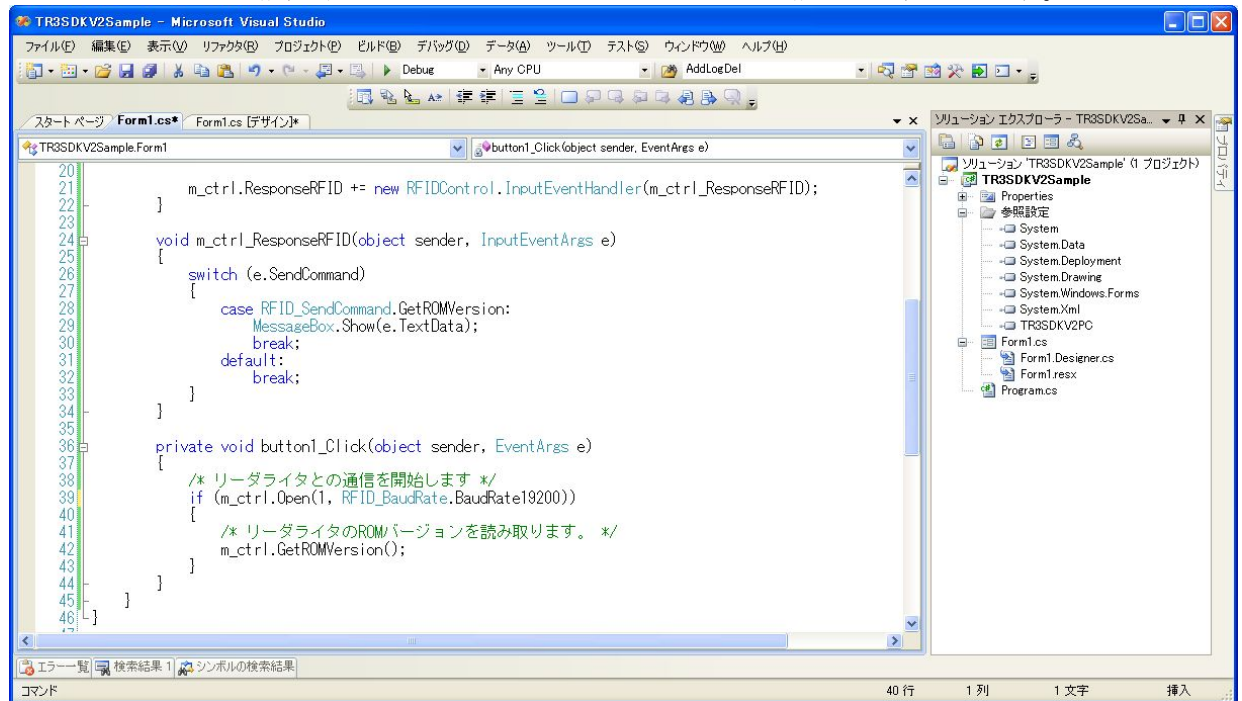 TR3SDKV2Sample - Microsoft Visual Studio
ファイル(F) 編集(E) 表示(V) リファクタ(R) プロジェクト(P) ビルド(B) デバッグ(D) データ(A) ツール(T) テスト(S) ウィンドウ(W) ヘルプ(H)
Debug Any CPU AddLogDel
スタート ページ Form1.cs* Form1.cs [デザイン]*
TR3SDKV2Sample.Form1 button1_Click(object sender, EventArgs e)
20
21 m_ctrl.ResponseRFID += new RFIDControl.InputEventHandler(m_ctrl_ResponseRFID);
22 }
23
24 void m_ctrl_ResponseRFID(object sender, InputEventArgs e)
25 {
26 switch (e.SendCommand)
27 {
28 case RFID_SendCommand.GetROMVersion:
29 MessageBox.Show(e.TextData);
30 break;
31 default:
32 break;
33 }
34 }
35
36 private void button1_Click(object sender, EventArgs e)
37 {
38 /* リーダライタとの通信を開始します */
39 if (m_ctrl.Open(1, RFID_BaudRate.BaudRate19200))
40 {
41 /* リーダライタのROMバージョンを読み取ります。 */
42 m_ctrl.GetROMVersion();
43 }
44 }
45 }
46 }
47
ソリューション エクスプローラ - TR3SDKV2Sa...
ソリューション 'TR3SDKV2Sample' (1 プロジェクト)
TR3SDKV2Sample
Properties
参照設定
System
System.Data
System.Deployment
System.Drawing
System.Windows.Forms
System.Xml
TR3SDKV2PC
Form1.cs
Form1.Designer.cs
Form1.resx
Program.cs
プロパティ
エラー一覧 検索結果 1 シンボルの検索結果
コマンド 40 行 1 列 1 文字 挿入